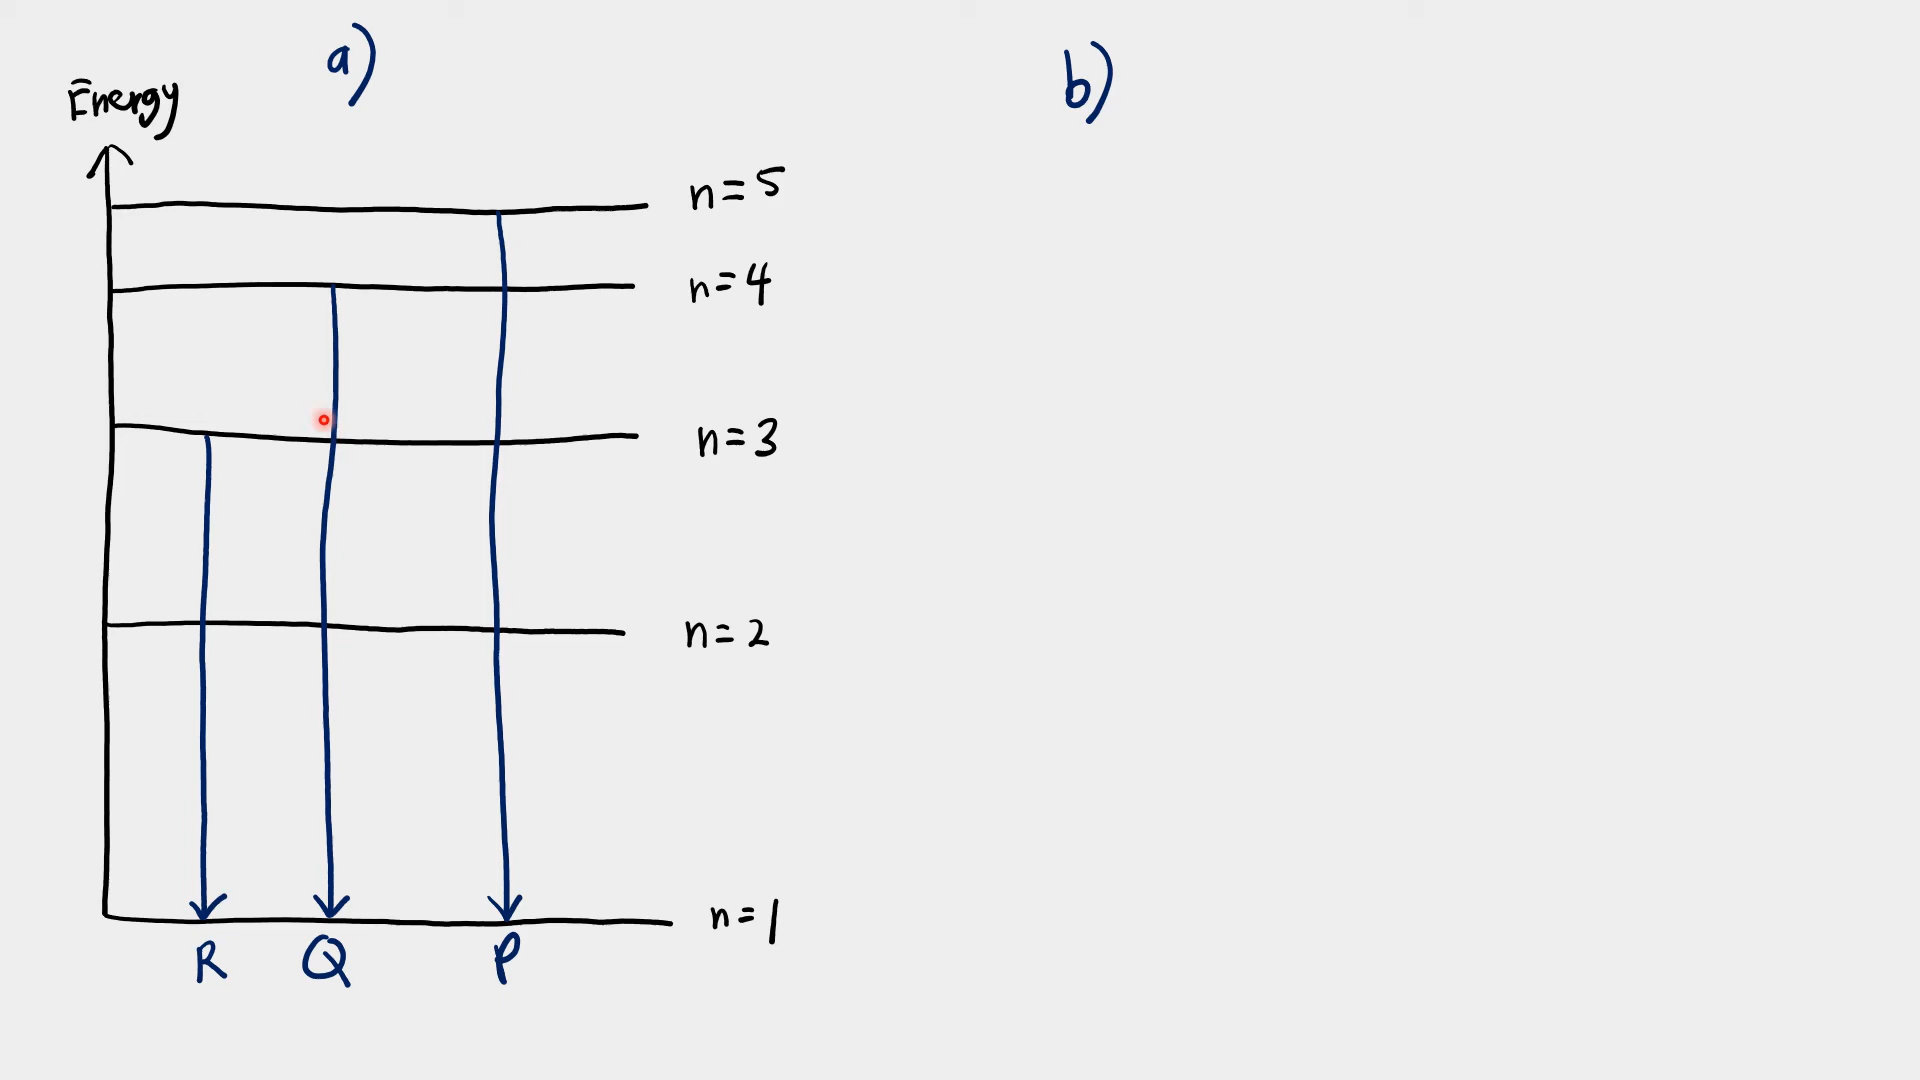 a)
b)
Energy
n=5
n=4
n=3
n=2
n=1
R Q P